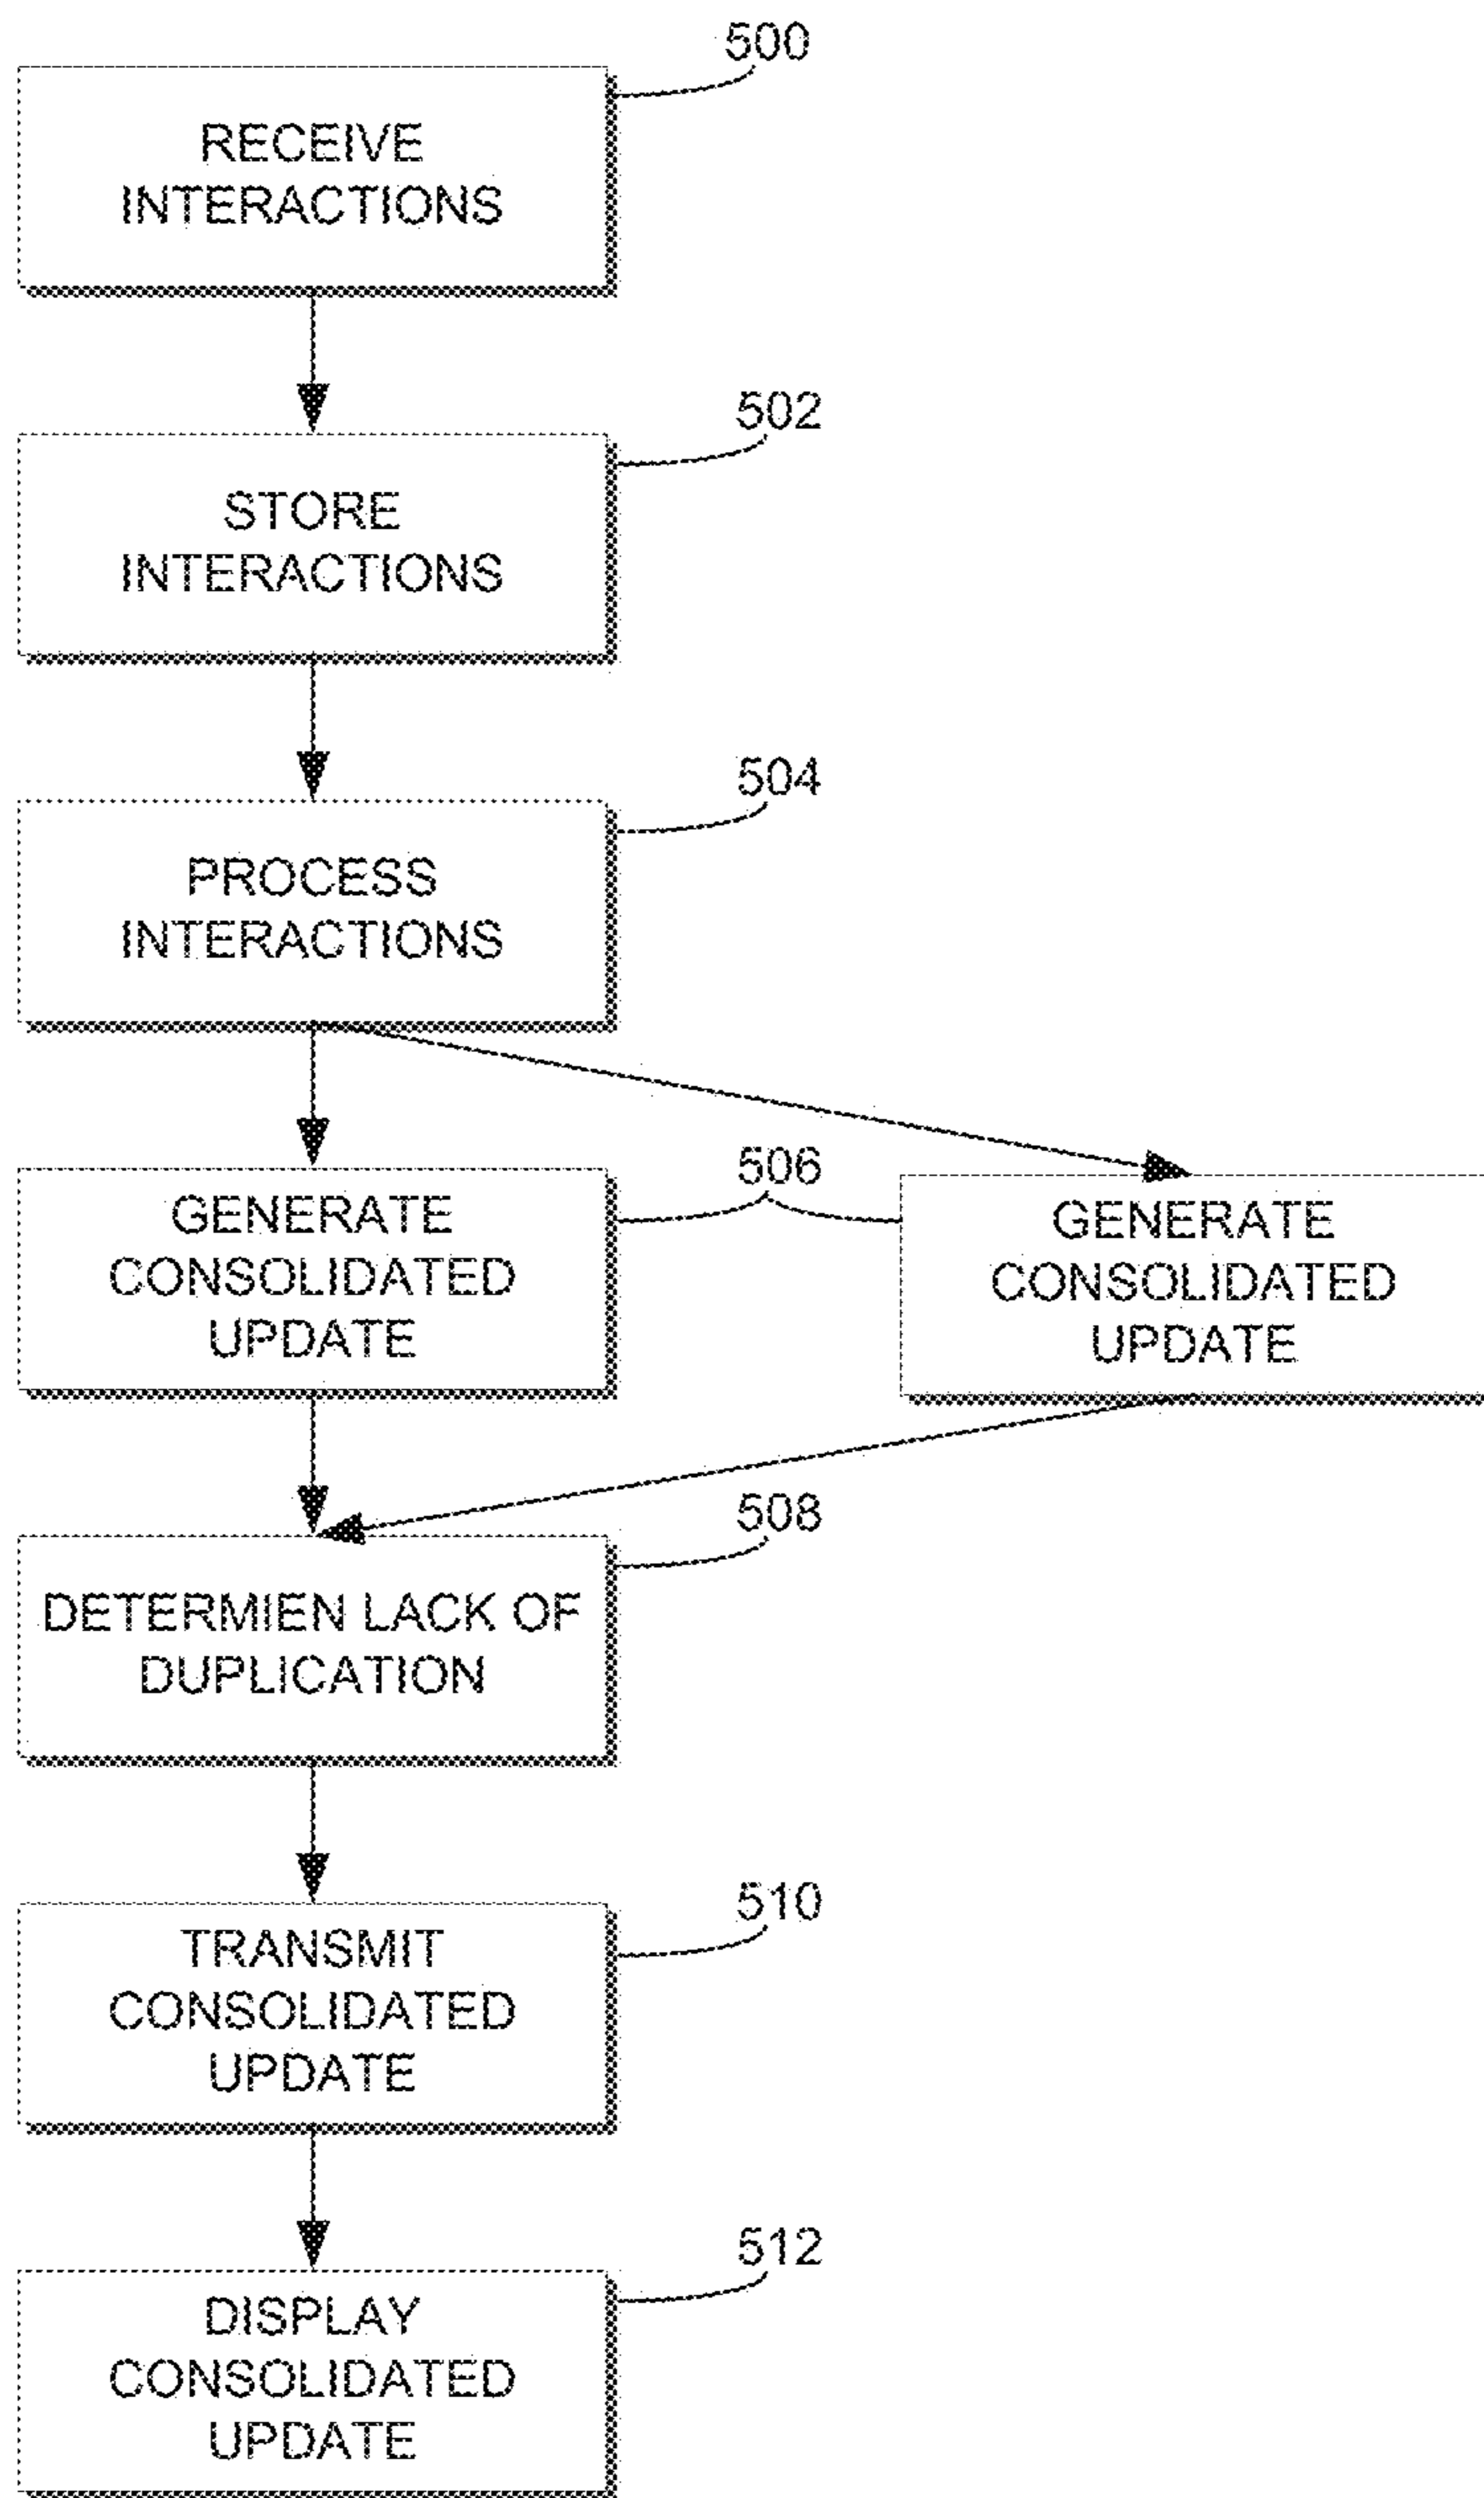 500
RECEIVE
INTERACTIONS
502
STORE
INTERACTIONS
504
PROCESS
INTERACTIONS
506
GENERATE
CONSOLIDATED
UPDATE
GENERATE
CONSOLIDATED
UPDATE
508
DETERMIEN LACK OF
DUPLICATION
510
TRANSMIT
CONSOLIDATED
UPDATE
512
DISPLAY
CONSOLIDATED
UPDATE